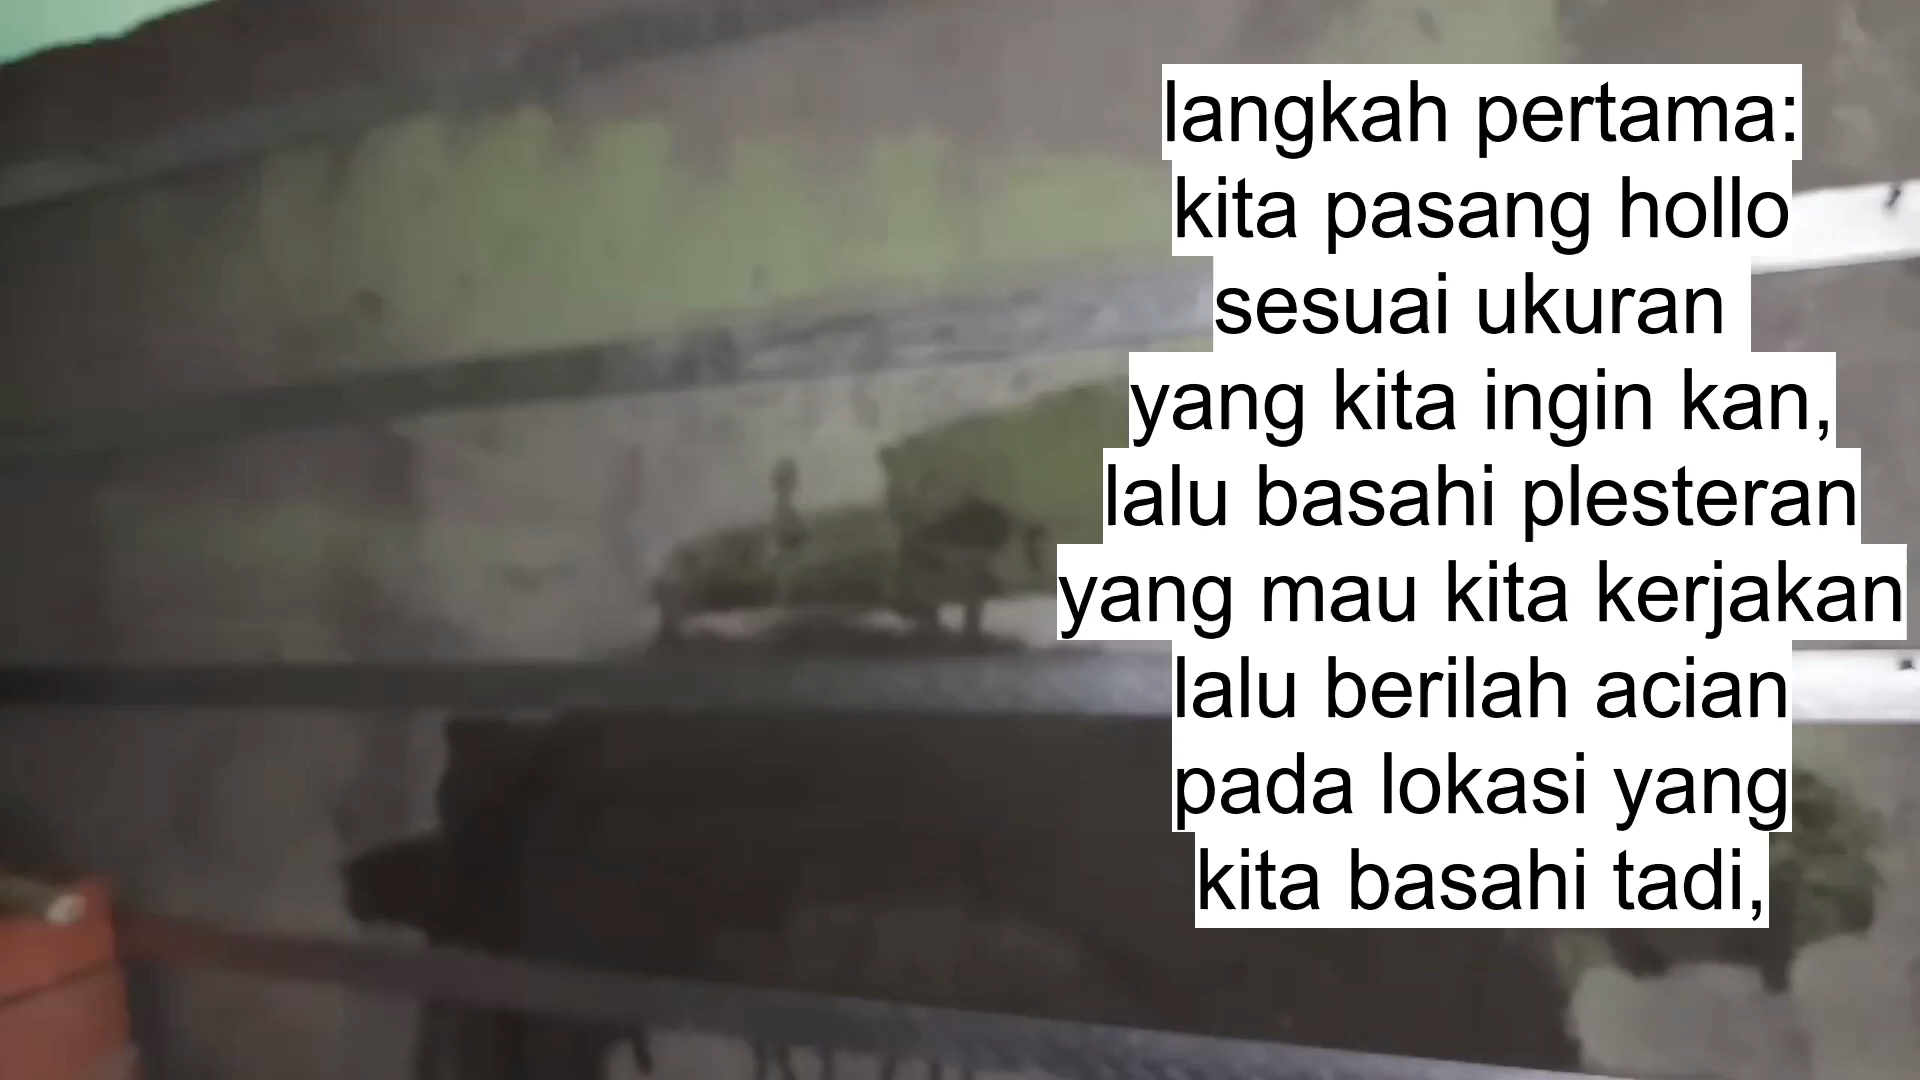 langkah pertama:
kita pasang hollo
sesuai ukuran
yang kita ingin kan,
lalu basahi plesteran
yang mau kita kerjakan
lalu berilah acian
pada lokasi yang
kita basahi tadi,